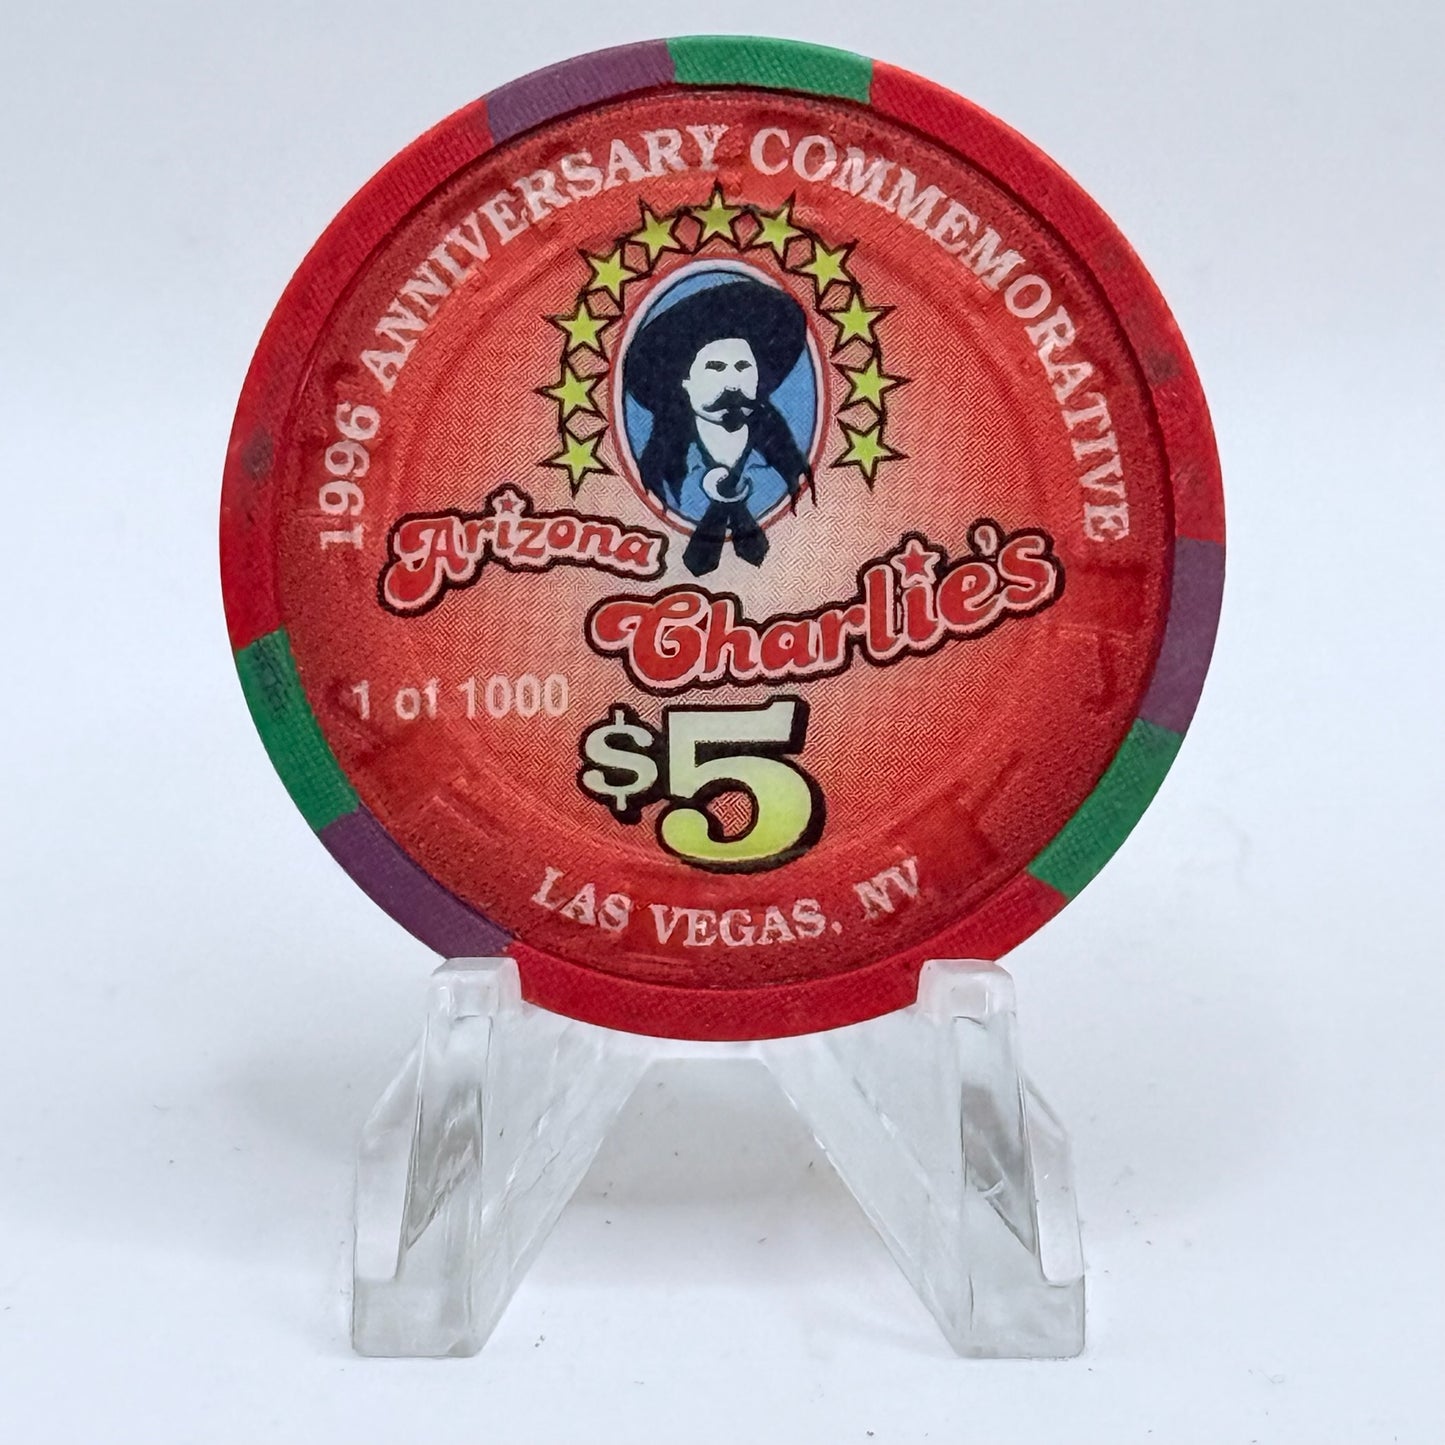 1996 ANNIVERSARY COMMEMORATIVE
Arizona
Charlie's
1 of 1000
$5
LAS VEGAS, NV